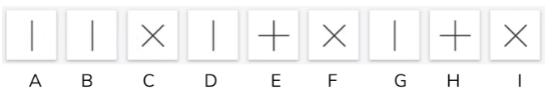 | | × | + × | + ×
A B C D E F G H I